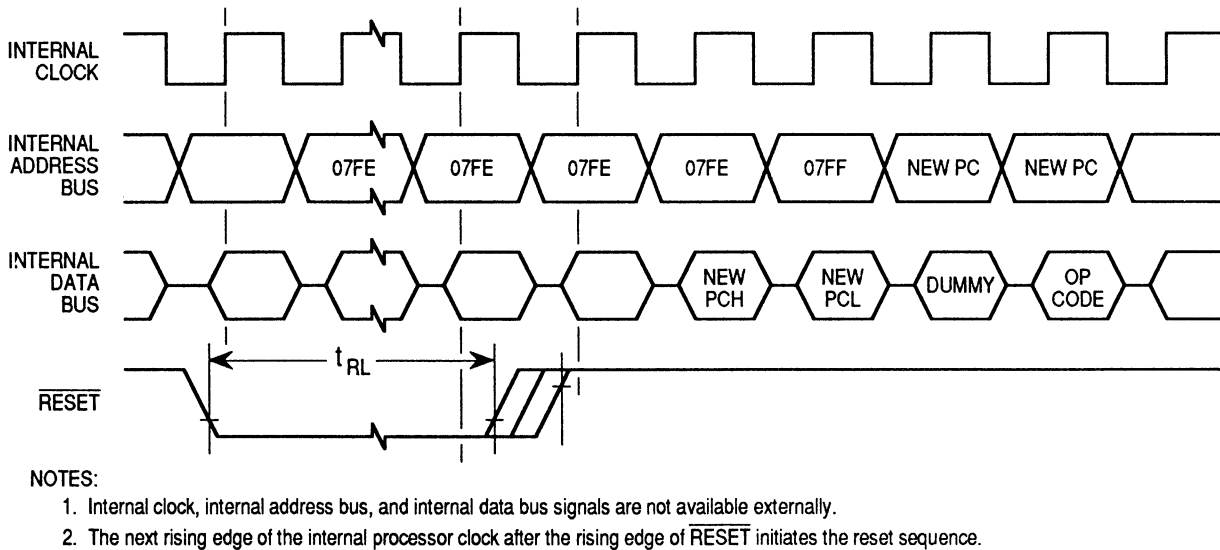 INTERNAL
CLOCK
INTERNAL
ADDRESS
BUS
07FE
07FE
07FE
07FE
07FF
NEW PC
NEW PC
INTERNAL
DATA
BUS
NEW
PCH
NEW
PCL
DUMMY
OP
CODE
tRL
RESET
NOTES:
1. Internal clock, internal address bus, and internal data bus signals are not available externally.
2. The next rising edge of the internal processor clock after the rising edge of RESET initiates the reset sequence.